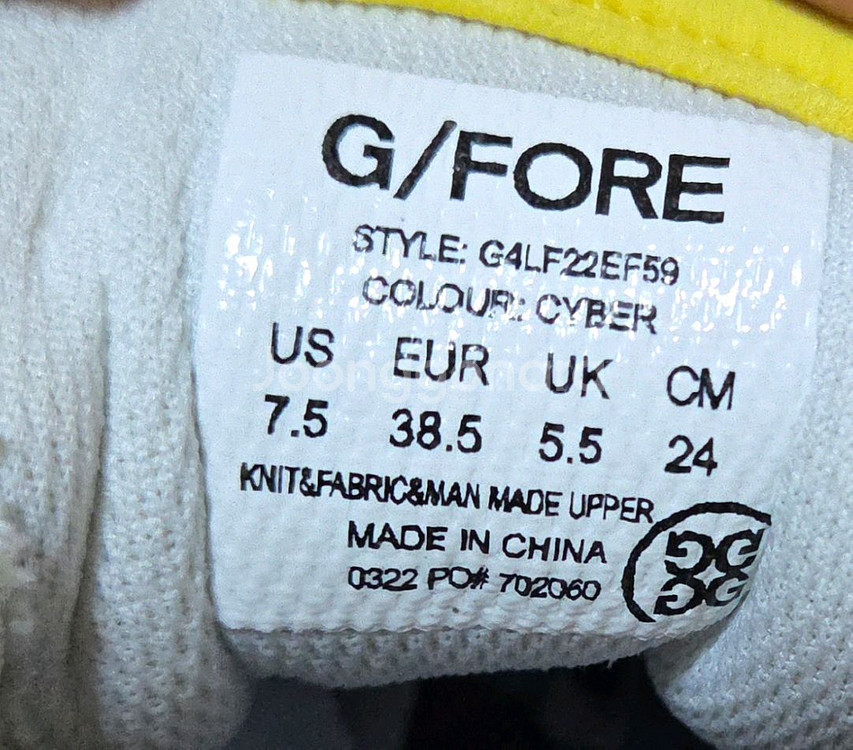 G/FORE
STYLE: G4LF22EF59
COLOUR: CYBER
US EUR UK CM
7.5 38.5 5.5 24
KNIT&FABRIC&MAN MADE UPPER
MADE IN CHINA
0322 PO# 702060